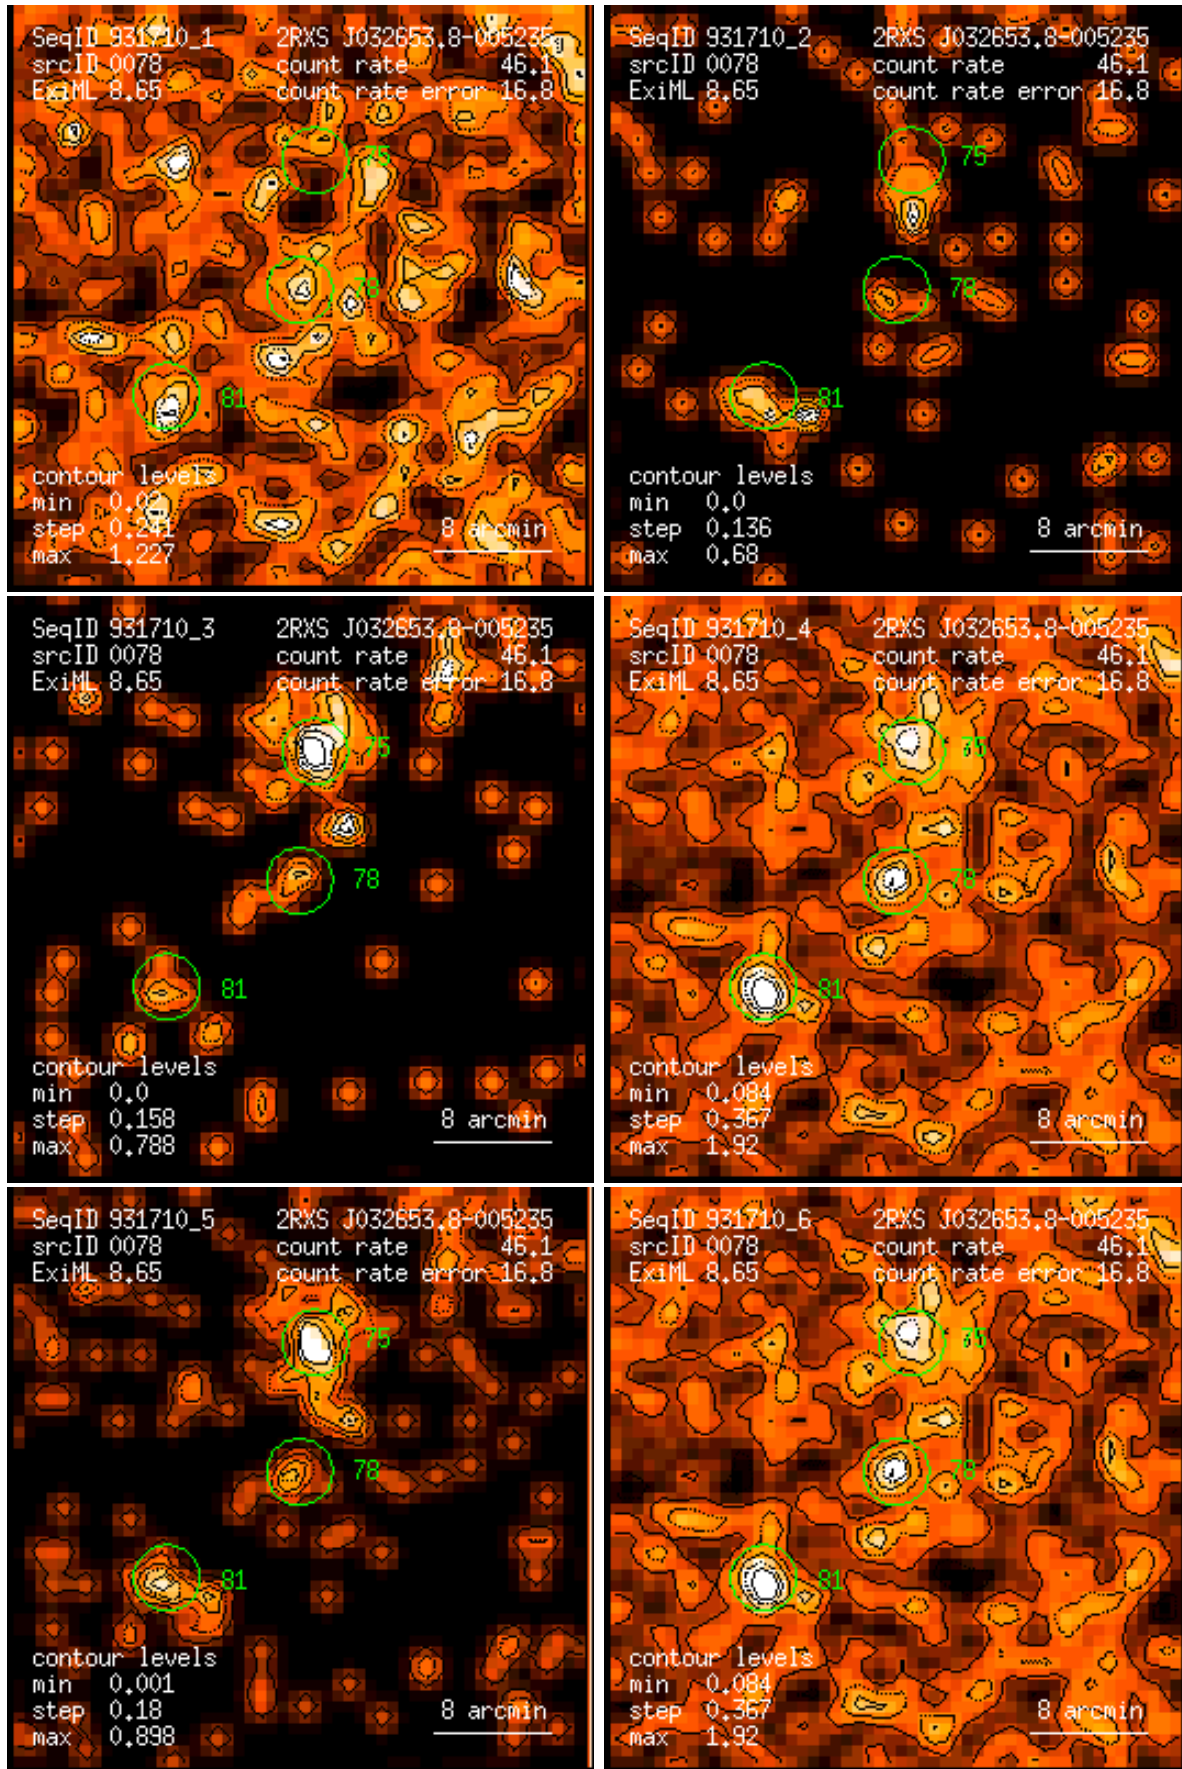 SeqID 931710_1 2RXS J032653.8-005235
srcID 0078 count rate 46.1
ExiML 8.65 count rate error 16.8
75
78
81
contour levels
min 0.02
step 0.241 8 arcmin
max 1.227
SeqID 931710_2 2RXS J032653.8-005235
srcID 0078 count rate 46.1
ExiML 8.65 count rate error 16.8
75
78
81
contour levels
min 0.0
step 0.136 8 arcmin
max 0.68
SeqID 931710_3 2RXS J032653.8-005235
srcID 0078 count rate 46.1
ExiML 8.65 count rate error 16.8
75
78
81
contour levels
min 0.0
step 0.158 8 arcmin
max 0.788
SeqID 931710_4 2RXS J032653.8-005235
srcID 0078 count rate 46.1
ExiML 8.65 count rate error 16.8
75
78
81
contour levels
min 0.084
step 0.367 8 arcmin
max 1.92
SeqID 931710_5 2RXS J032653.8-005235
srcID 0078 count rate 46.1
ExiML 8.65 count rate error 16.8
75
78
81
contour levels
min 0.001
step 0.18 8 arcmin
max 0.898
SeqID 931710_6 2RXS J032653.8-005235
srcID 0078 count rate 46.1
ExiML 8.65 count rate error 16.8
75
78
81
contour levels
min 0.084
step 0.367 8 arcmin
max 1.92